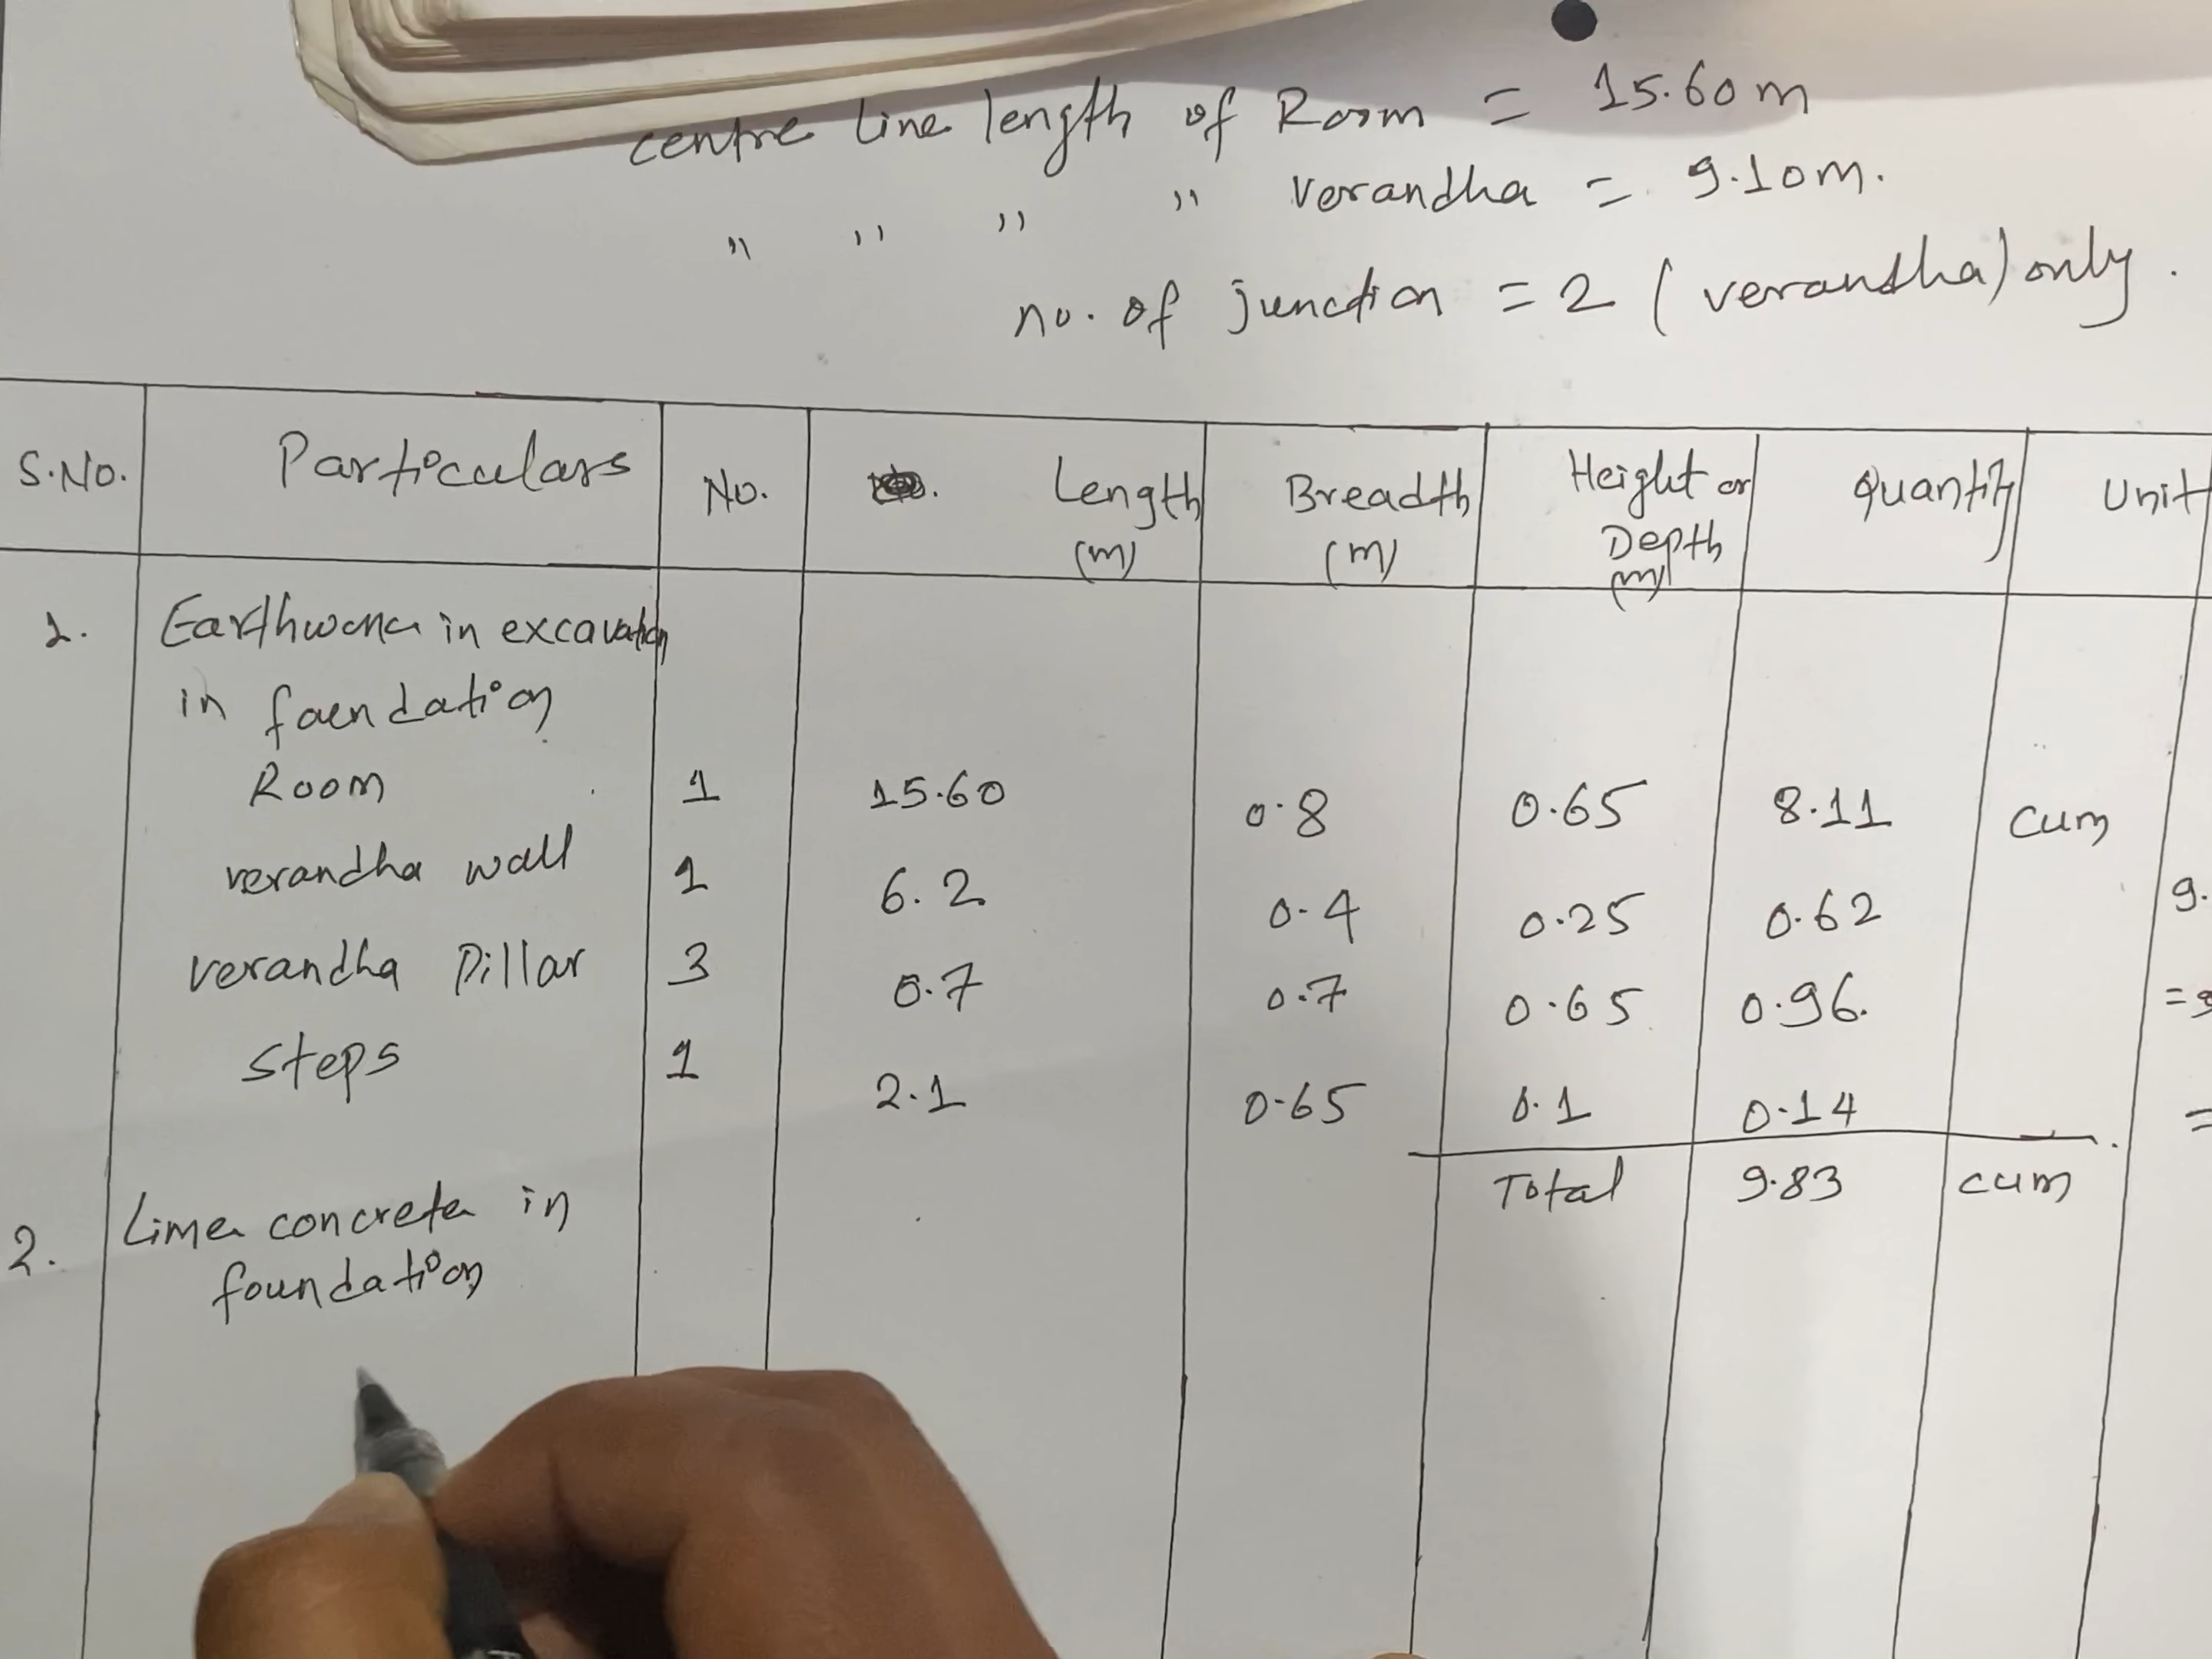 centre line length of Room = 15.60m
" " " " Verandha = 9.10m.
no. of junction = 2 (verandha) only.
S.No. Particulars No. Length (m) Breadth (m) Height or Depth (m) Quantity Unit
1. Earthwork in excavation
in foundation
Room 1 15.60 0.8 0.65 8.11 cum
verandha wall 1 6.2 0.4 0.25 0.62
verandha Pillar 3 0.7 0.7 0.65 0.96.
steps 1 2.1 0.65 0.1 0.14
Total 9.83 cum
2. Lime concrete in
foundation